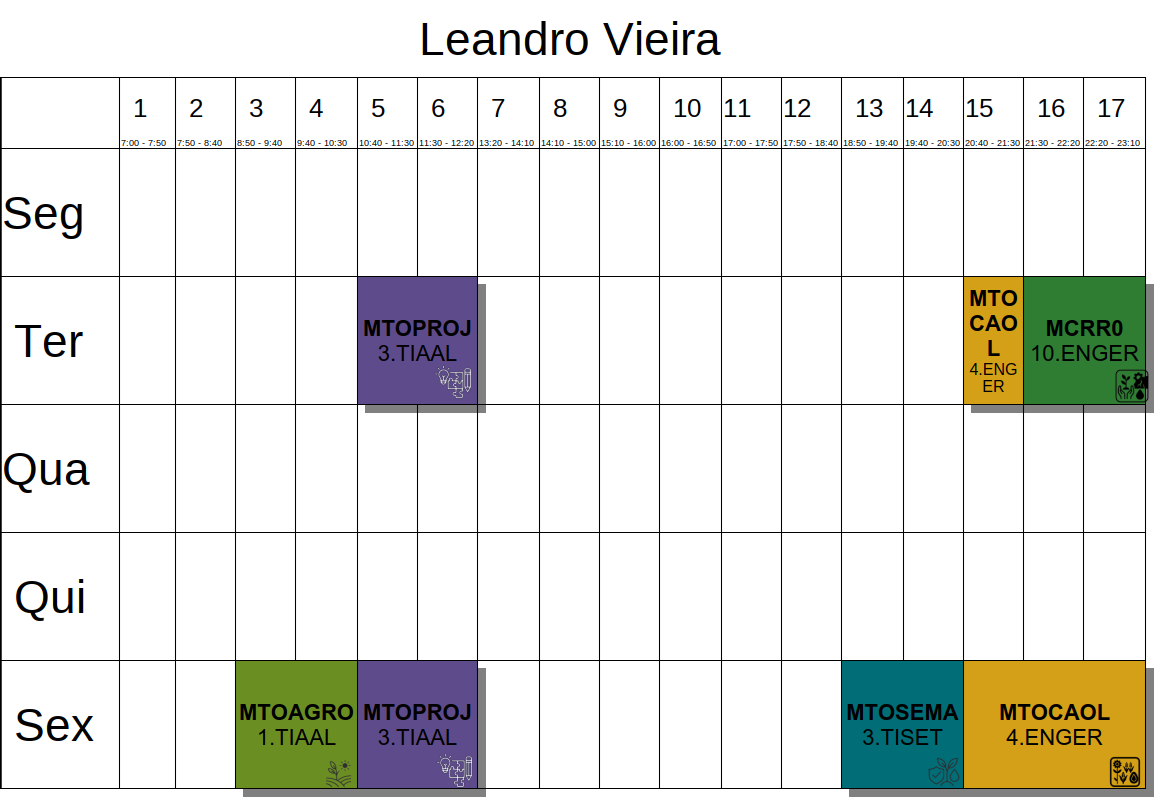 Leandro Vieira
1 2 3 4 5 6 7 8 9 10 11 12 13 14 15 16 17
7:00 - 7:50 7:50 - 8:40 8:50 - 9:40 9:40 - 10:30 10:40 - 11:30 11:30 - 12:20 13:20 - 14:10 14:10 - 15:00 15:10 - 16:00 16:00 - 16:50 17:00 - 17:50 17:50 - 18:40 18:50 - 19:40 19:40 - 20:30 20:40 - 21:30 21:30 - 22:20 22:20 - 23:10
Seg
Ter
MTOPROJ
3.TIAAL
MTO
CAO
L
4.ENG
ER
MCRR0
10.ENGER
Qua
Qui
Sex
MTOAGRO
1.TIAAL
MTOPROJ
3.TIAAL
MTOSEMA
3.TISET
MTOCAOL
4.ENGER